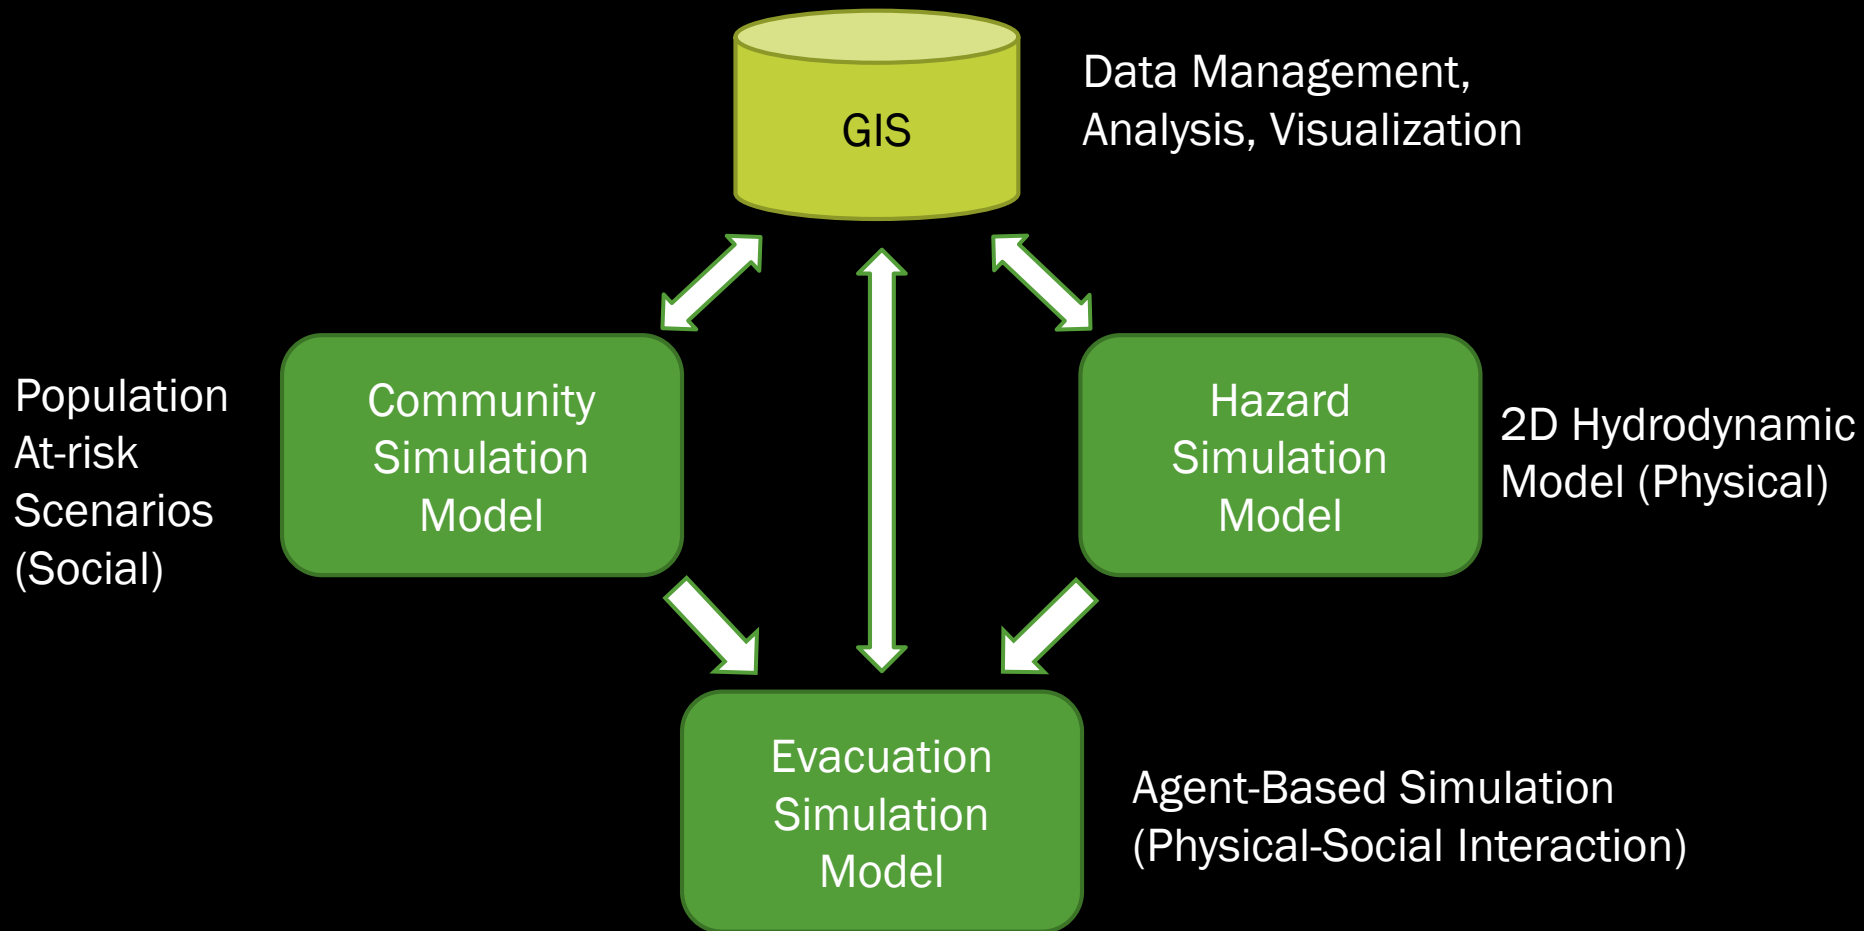 GIS
Data Management,
Analysis, Visualization
Population
At-risk
Scenarios
(Social)
Community
Simulation
Model
Hazard
Simulation
Model
2D Hydrodynamic
Model (Physical)
Evacuation
Simulation
Model
Agent-Based Simulation
(Physical-Social Interaction)